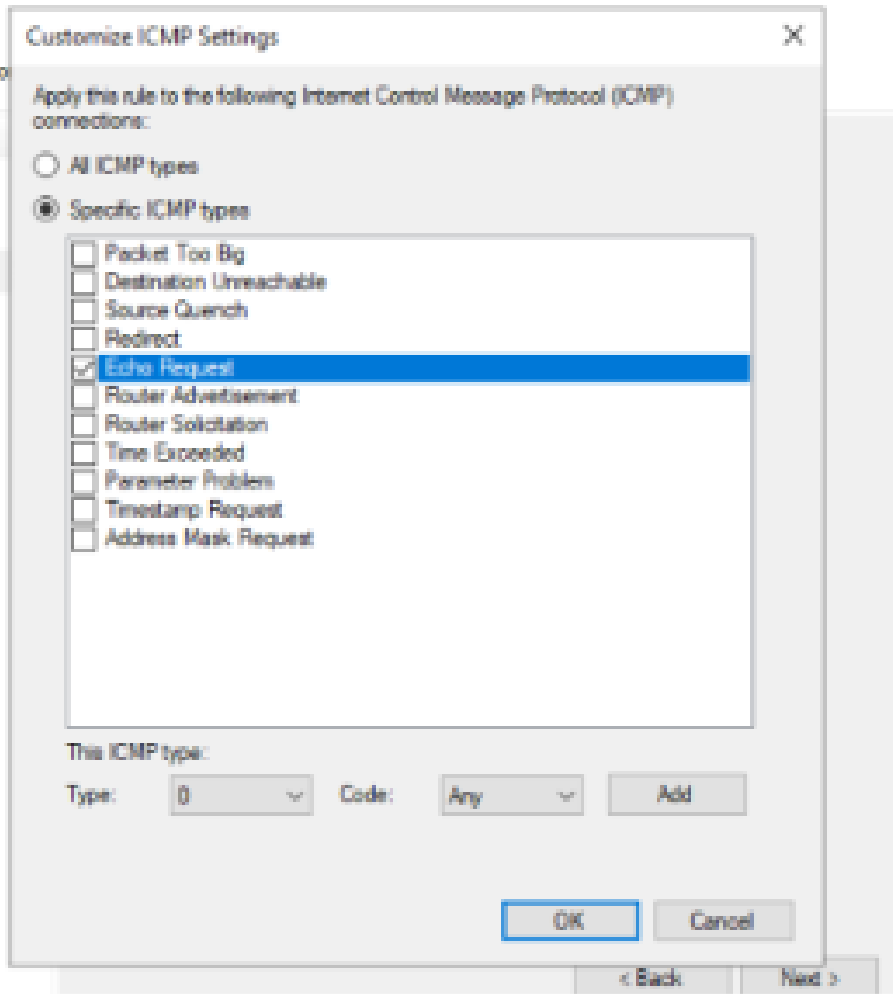 Customize ICMP Settings
Apply this rule to the following Internet Control Message Protocol (ICMP)
connections:
All ICMP types
Specific ICMP types
Packet Too Big
Destination Unreachable
Source Quench
Redirect
Echo Request
Router Advertisement
Router Solicitation
Time Exceeded
Parameter Problem
Timestamp Request
Address Mask Request
This ICMP type:
Type: 0 Code: Any Add
OK Cancel
< Back Next >